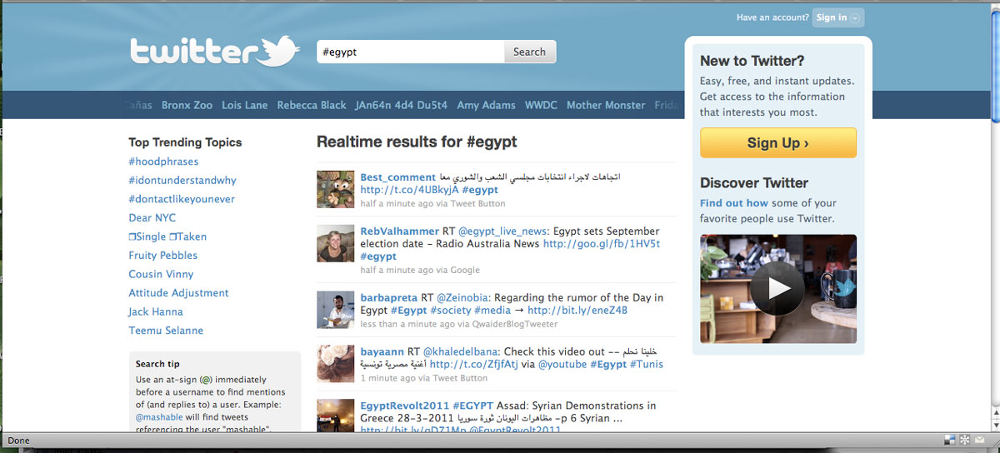 Have an account? Sign in
twitter
#egypt
Search
Cañas Bronx Zoo Lois Lane Rebecca Black JAn64n 4d4 Du5t4 Amy Adams WWDC Mother Monster Frida
New to Twitter?
Easy, free, and instant updates.
Get access to the information
that interests you most.
Sign Up ›
Discover Twitter
Find out how some of your
favorite people use Twitter.
Top Trending Topics
#hoodphrases
#idontunderstandwhy
#dontactlikeyounever
Dear NYC
❒Single ❒Taken
Fruity Pebbles
Cousin Vinny
Attitude Adjustment
Jack Hanna
Teemu Selanne
Search tip
Use an at-sign (@) immediately
before a username to find mentions
of (and replies to) a user. Example:
@mashable will find tweets
referencing the user "mashable".
Realtime results for #egypt
Best_comment اتجاهات لاجراء انتخابات مجلسي الشعب والشوري معا
http://t.co/4UBkyjA #egypt
half a minute ago via Tweet Button
RebValhammer RT @egypt_live_news: Egypt sets September
election date - Radio Australia News http://goo.gl/fb/1HV5t
#egypt
half a minute ago via Google
barbapreta RT @Zeinobia: Regarding the rumor of the Day in
Egypt #Egypt #society #media → http://bit.ly/eneZ4B
less than a minute ago via QwaiderBlogTweeter
bayaann RT @khaledelbana: Check this video out -- خلينا نحلم
أغنية مصرية تونسية http://t.co/ZfjfAtj via @youtube #Egypt #Tunis
1 minute ago via Tweet Button
EgyptRevolt2011 #EGYPT Assad: Syrian Demonstrations in
Greece 28-3-2011 مظاهرات اليونان ثورة سوريا -p 6 Syrian ...
http://bit.ly/gDZ1Mp @EgyptRevolt2011
Done